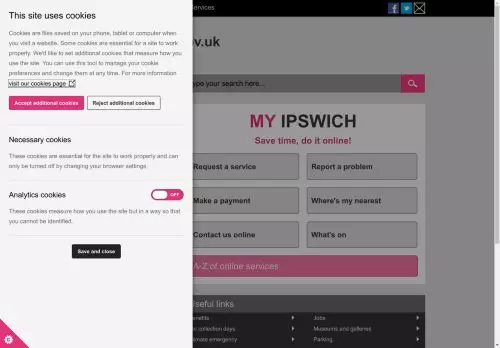 This site uses cookies
Cookies are files saved on your phone, tablet or computer when
you visit a website. Some cookies are essential for the site to work
properly. We'd like to set additional cookies that measure how you
use the site. You can use this tool to manage your cookie
preferences and change them at any time. For more information
visit our cookies page
Accept additional cookies
Reject additional cookies
Necessary cookies
These cookies are essential for the site to work properly and can
only be turned off by changing your browser settings.
Analytics cookies
OFF
These cookies measure how you use the site but in a way so that
you cannot be identified.
Save and close
Services
v.uk
ype your search here...
MY IPSWICH
Save time, do it online!
Request a service
Report a problem
Make a payment
Where's my nearest
Contact us online
What's on
A-Z of online services
Useful links
enefits
Jobs
n collection days
Museums and galleries
mate emergency
Parking